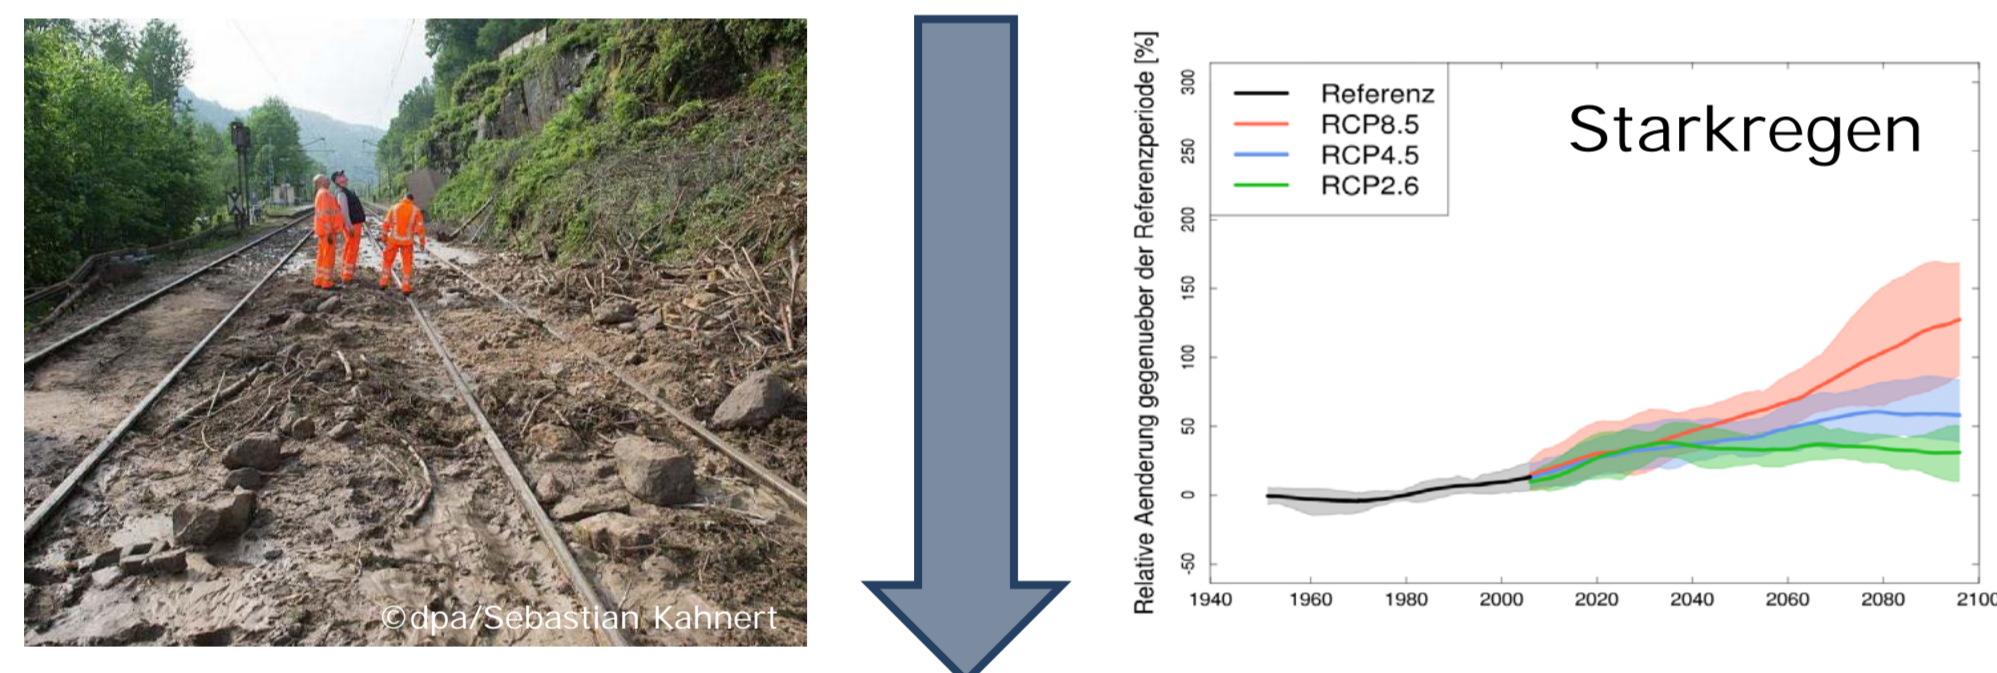 ©dpa/Sebastian Kahnert
Relative Aenderung gegenueber der Referenzperiode [%]
Starkregen
Referenz
RCP8.5
RCP4.5
RCP2.6
300
250
200
150
100
50
0
-50
1940 1960 1980 2000 2020 2040 2060 2080 2100